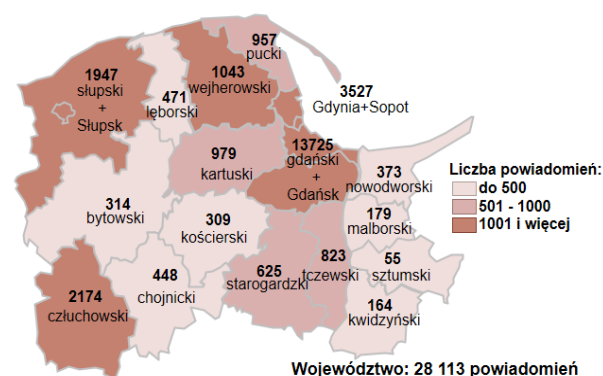 957
pucki
1947
słupski
+
Słupsk
471
lęborski
1043
wejherowski
3527
Gdynia+Sopot
979
kartuski
13725
gdański
+
Gdańsk
373
nowodworski
Liczba powiadomień:
do 500
501 - 1000
1001 i więcej
314
bytowski
309
kościerski
179
malborski
448
chojnicki
625
starogardzki
823
tczewski
55
sztumski
2174
człuchowski
164
kwidzyński
Województwo: 28 113 powiadomień